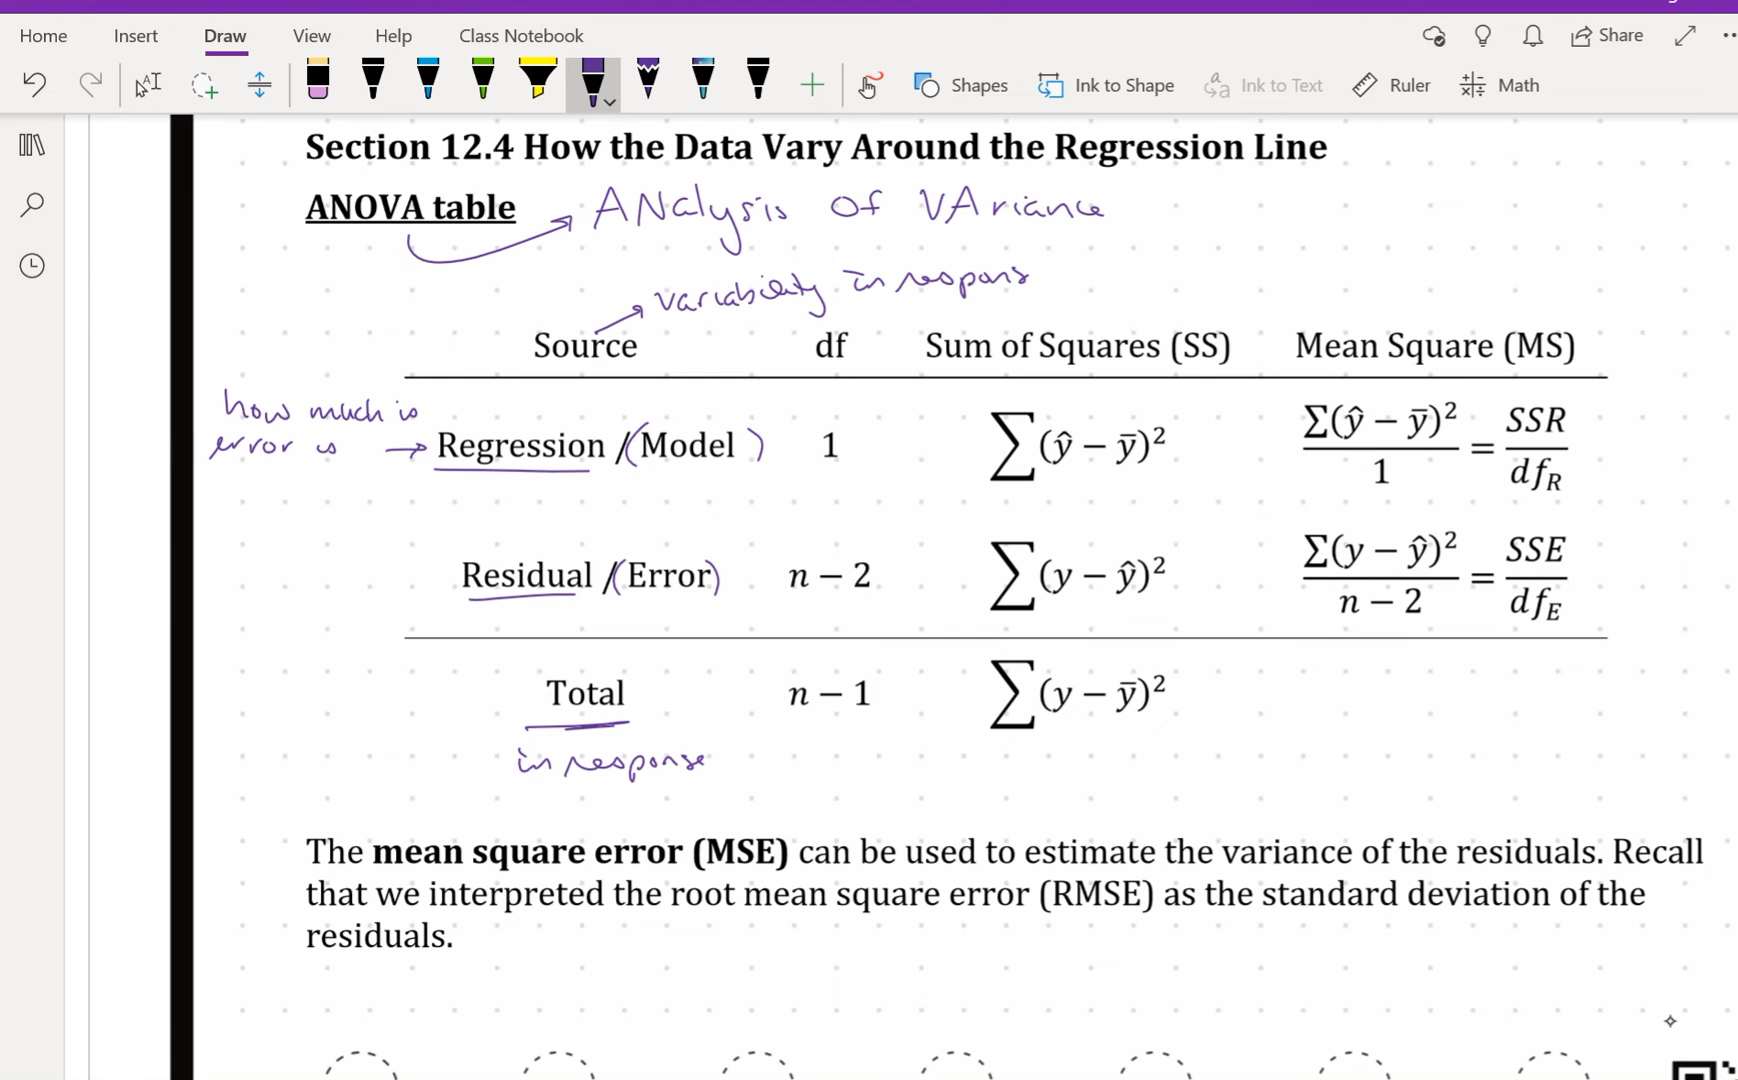 Home Insert Draw View Help Class Notebook Share
Shapes Ink to Shape Ink to Text Ruler Math
Section 12.4 How the Data Vary Around the Regression Line
ANOVA table ANalysis of VAriance
variability in respons
Source df Sum of Squares (SS) Mean Square (MS)
how much is
error is → Regression /(Model) 1 ∑(ŷ − ȳ)² Σ(ŷ − ȳ)²/1 = SSR/df_R
Residual /(Error) n − 2 ∑(y − ŷ)² Σ(y − ŷ)²/(n − 2) = SSE/df_E
Total n − 1 ∑(y − ȳ)²
in response
The mean square error (MSE) can be used to estimate the variance of the residuals. Recall
that we interpreted the root mean square error (RMSE) as the standard deviation of the
residuals.